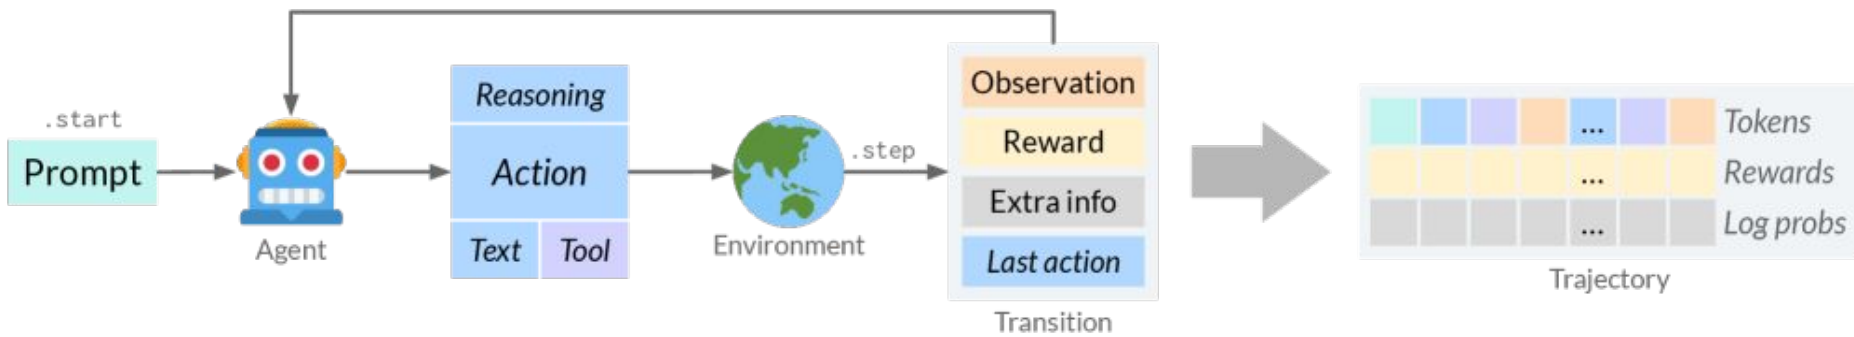 .start
Prompt
Agent
Reasoning
Action
Text
Tool
Environment
.step
Observation
Reward
Extra info
Last action
Transition
... Tokens
... Rewards
... Log probs
Trajectory